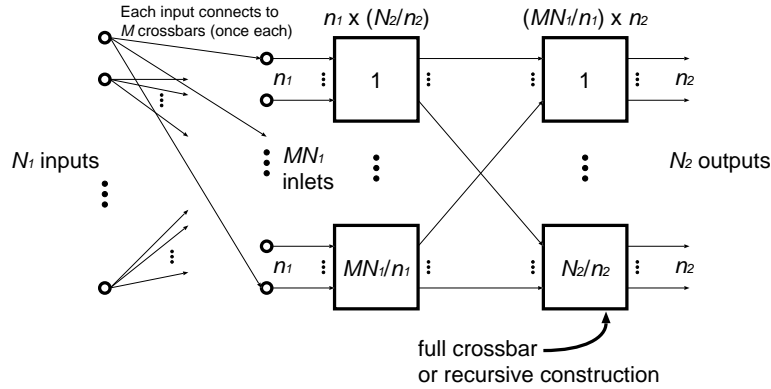 Each input connects to
M crossbars (once each)
n₁ x (N₂/n₂)
(MN₁/n₁) x n₂
n₁
1
1
n₂
N₁ inputs
MN₁
inlets
N₂ outputs
n₁
MN₁/n₁
N₂/n₂
n₂
full crossbar
or recursive construction